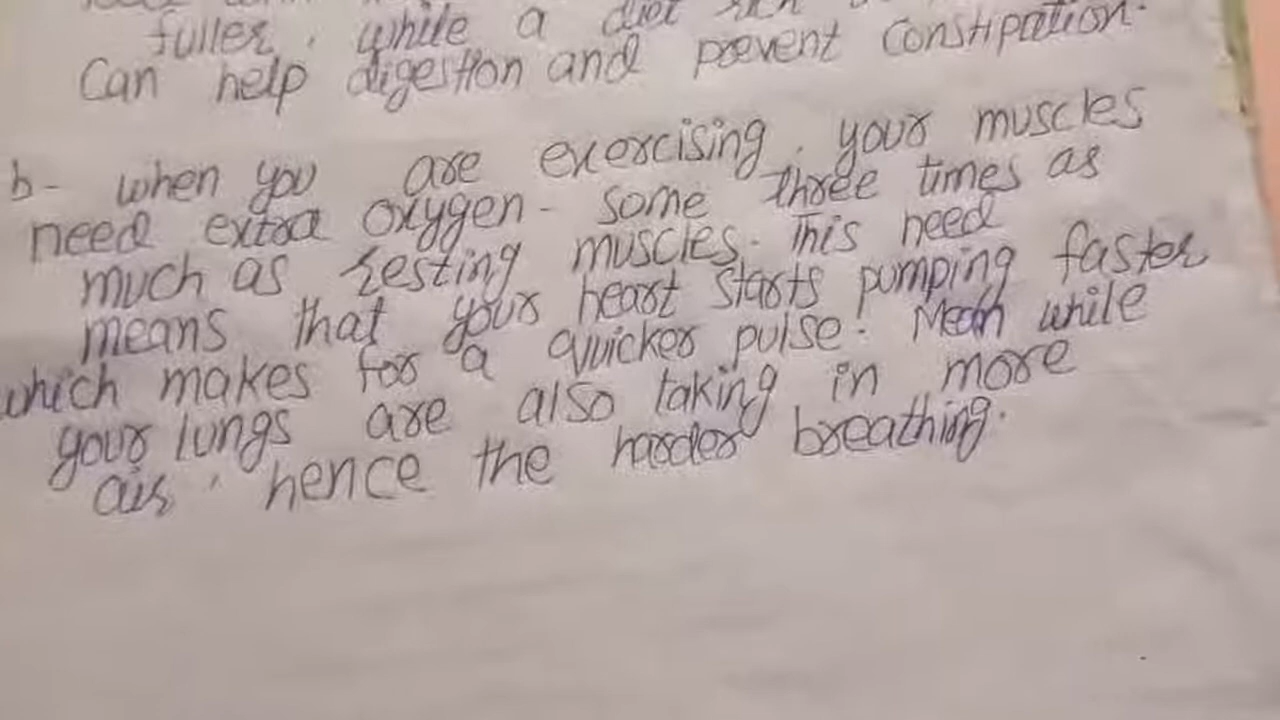 fuller, while a diet
Can help digestion and prevent Constipation.
b- when you are exercising, your muscles
need extra oxygen - some three times as
much as resting muscles. This need
means that your heart starts pumping faster
which makes for a quicker pulse. Mean while
your lungs are also taking in more
air, hence the harder breathing.